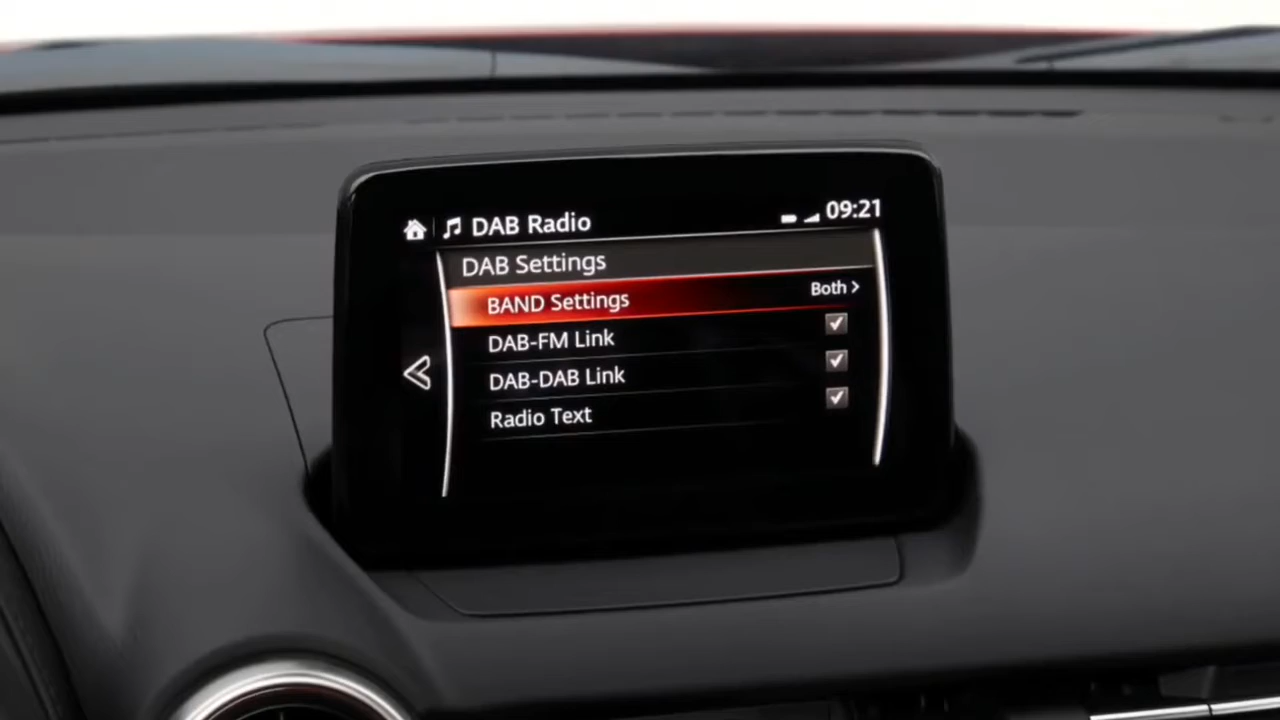 DAB Radio 09:21
DAB Settings
BAND Settings Both >
DAB-FM Link
DAB-DAB Link
Radio Text